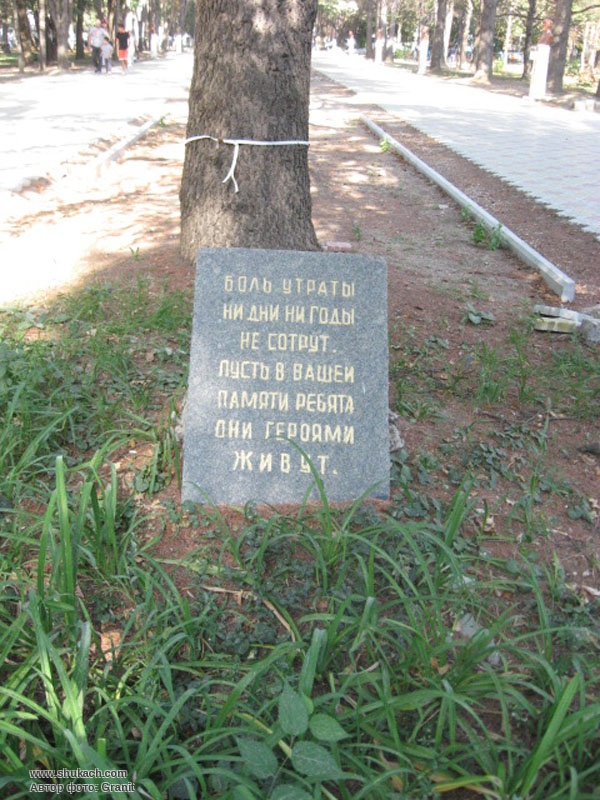 БОЛЬ УТРАТЫ
НИ ДНИ НИ ГОДЫ
НЕ СОТРУТ.
ПУСТЬ В ВАШЕЙ
ПАМЯТИ РЕБЯТА
ОНИ ГЕРОЯМИ
ЖИВУТ.
www.shukach.com
Автор фото: Granit